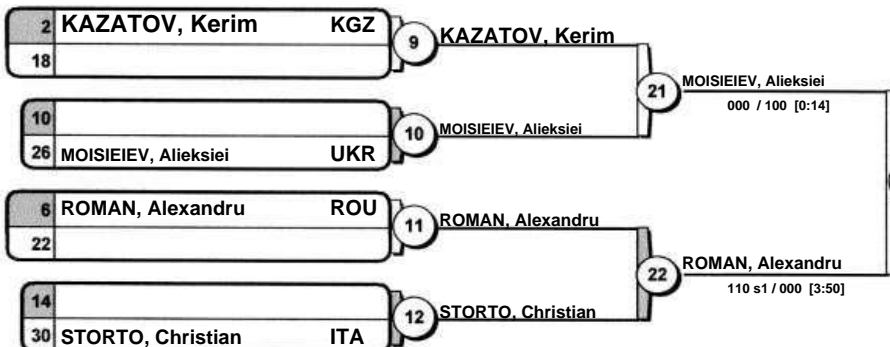 2 KAZATOV, Kerim KGZ
18
9 KAZATOV, Kerim
10
26 MOISIEIEV, Alieksiei UKR
10 MOISIEIEV, Alieksiei
21 MOISIEIEV, Alieksiei
000 / 100 [0:14]
6 ROMAN, Alexandru ROU
22
11 ROMAN, Alexandru
14
30 STORTO, Christian ITA
12 STORTO, Christian
22 ROMAN, Alexandru
110 s1 / 000 [3:50]